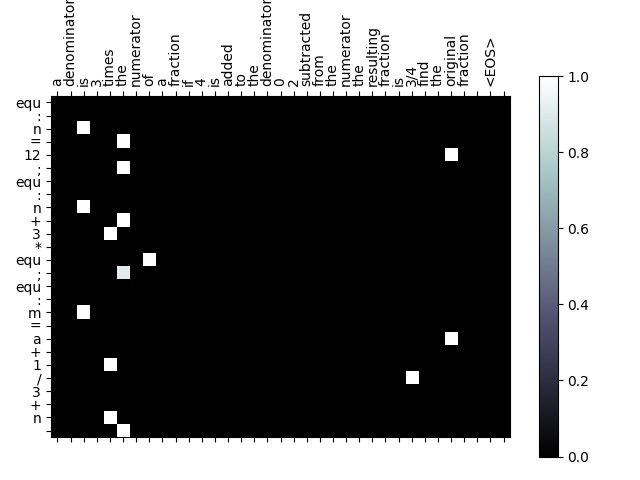 a
denominator
is
3
times
the
numerator
of
a
fraction
if
4
is
added
to
the
denominator
0
2
subtracted
from
the
numerator
the
resulting
fraction
is
3/4
find
the
original
fraction
<EOS>
equ
:
n
=
12
.
equ
:
n
+
3
*
equ
.
equ
:
m
=
a
+
1
/
3
+
n
1.0
0.8
0.6
0.4
0.2
0.0